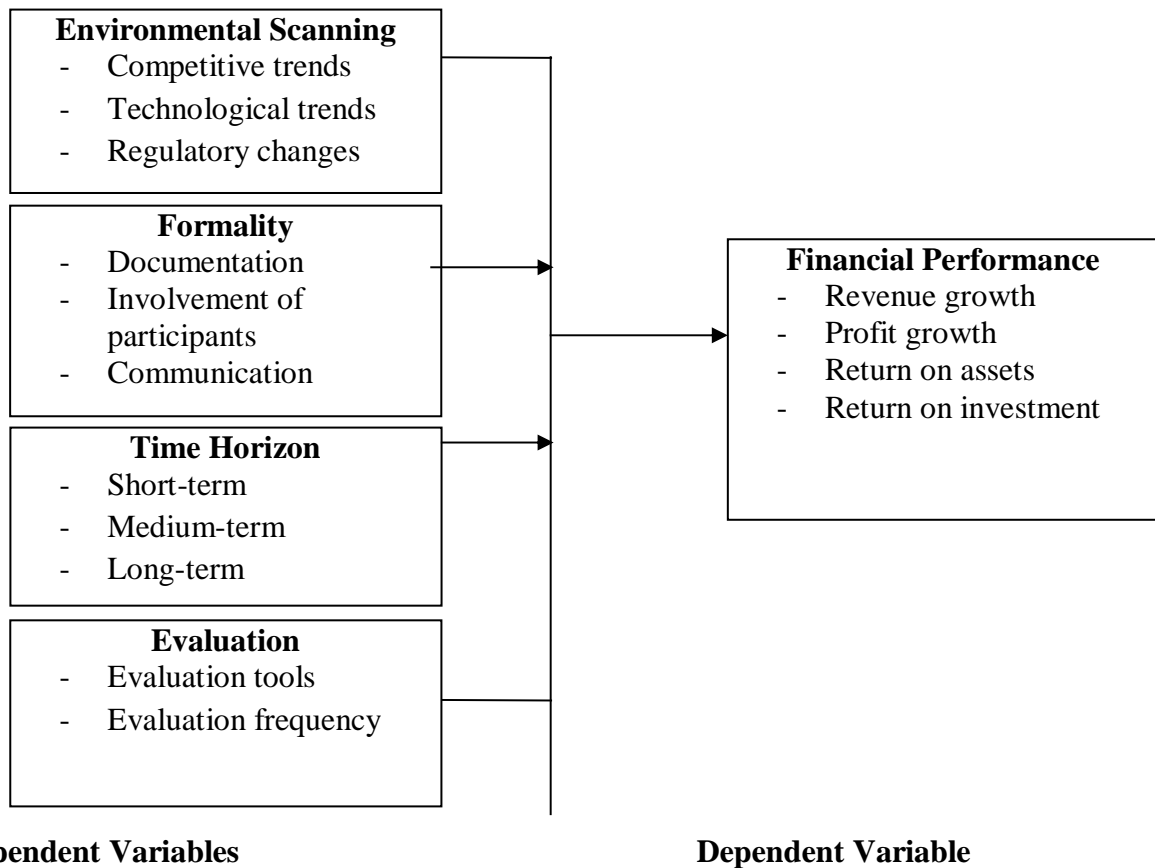 Environmental Scanning
- Competitive trends
- Technological trends
- Regulatory changes
Formality
- Documentation
- Involvement of
participants
- Communication
Time Horizon
- Short-term
- Medium-term
- Long-term
Evaluation
- Evaluation tools
- Evaluation frequency
Financial Performance
- Revenue growth
- Profit growth
- Return on assets
- Return on investment
pendent Variables
Dependent Variable